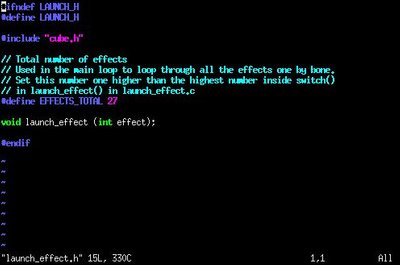 #ifndef LAUNCH_H
#define LAUNCH_H
#include "cube.h"
// Total number of effects
// Used in the main loop to loop through all the effects one by bone.
// Set this number one higher than the highest number inside switch()
// in launch_effect() in launch_effect.c
#define EFFECTS_TOTAL 27
void launch_effect (int effect);
#endif
~
~
~
~
~
~
~
~
~
"launch_effect.h" 15L, 330C 1,1 All